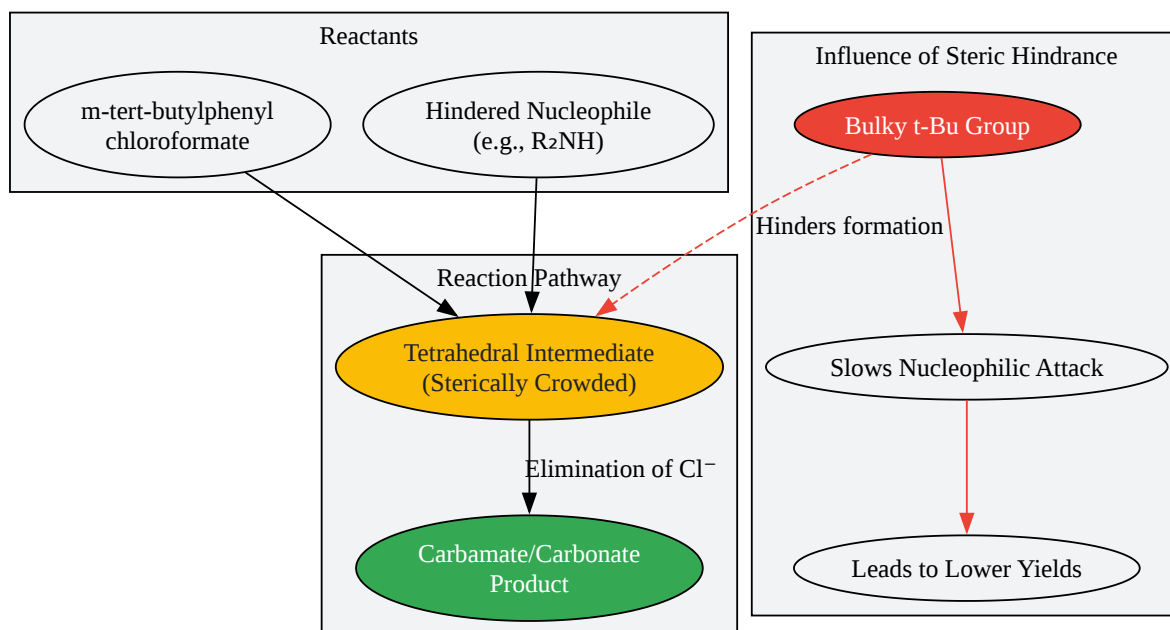 Reactants
m-tert-butylphenyl
chloroformate
Hindered Nucleophile
(e.g., R₂NH)
Influence of Steric Hindrance
Bulky t-Bu Group
Hinders formation
Reaction Pathway
Tetrahedral Intermediate
(Sterically Crowded)
Slows Nucleophilic Attack
Elimination of Cl⁻
Carbamate/Carbonate
Product
Leads to Lower Yields